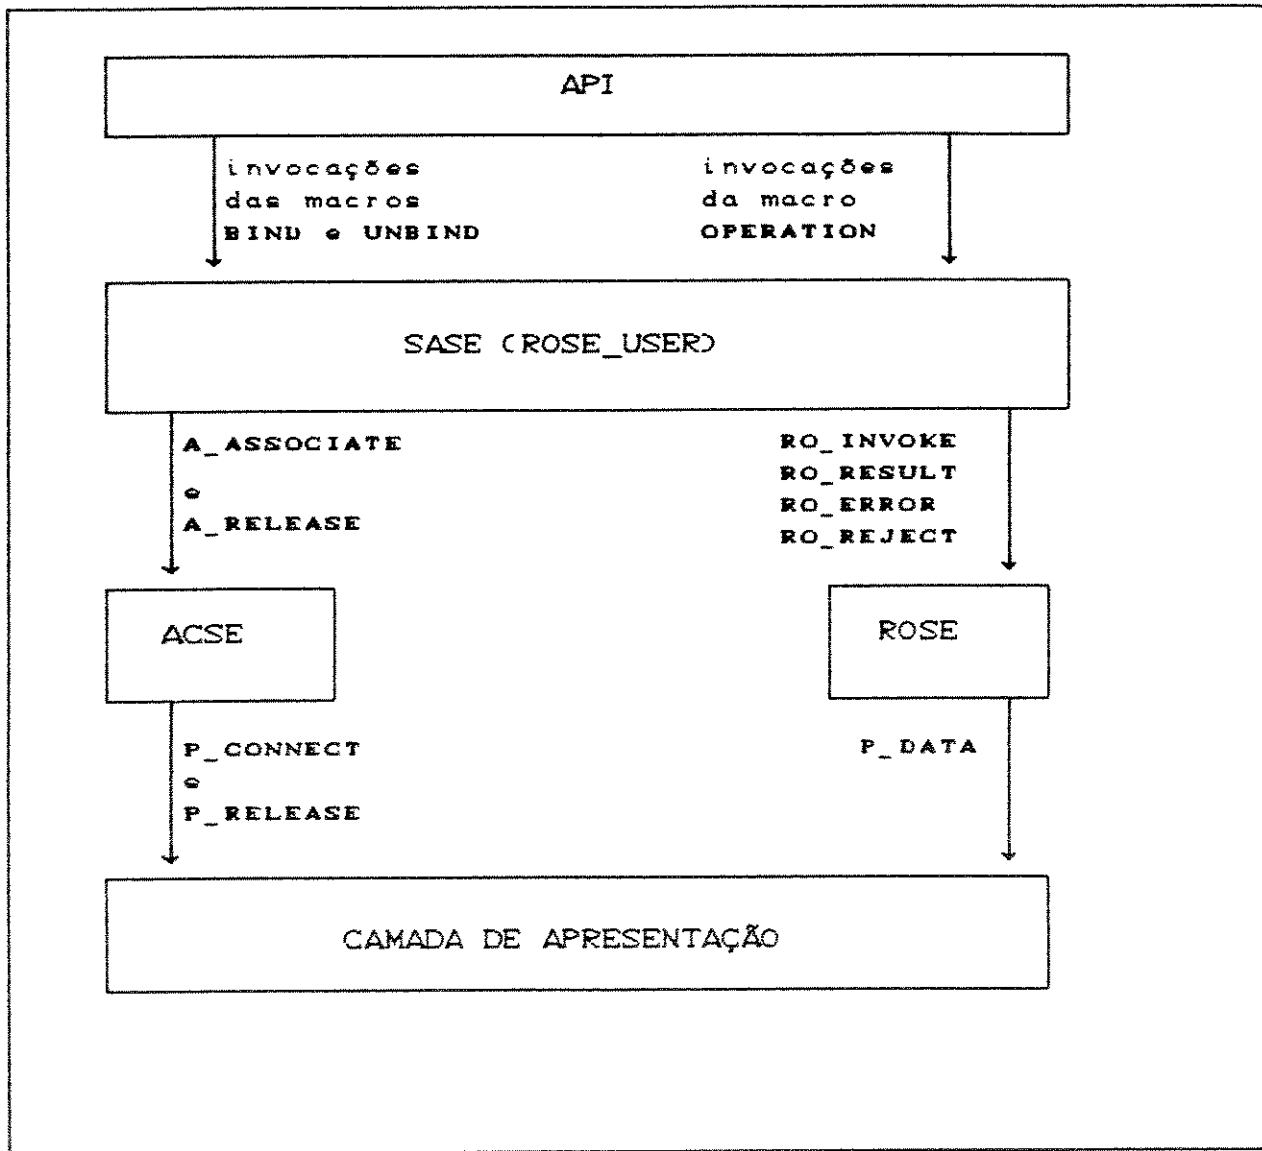 API
invocações
das macros
BIND e UNBIND
invocações
da macro
OPERATION
SASE (ROSE_USER)
A_ASSOCIATE
e
A_RELEASE
RO_INVOKE
RO_RESULT
RO_ERROR
RO_REJECT
ACSE
ROSE
P_CONNECT
e
P_RELEASE
P_DATA
CAMADA DE APRESENTAÇÃO